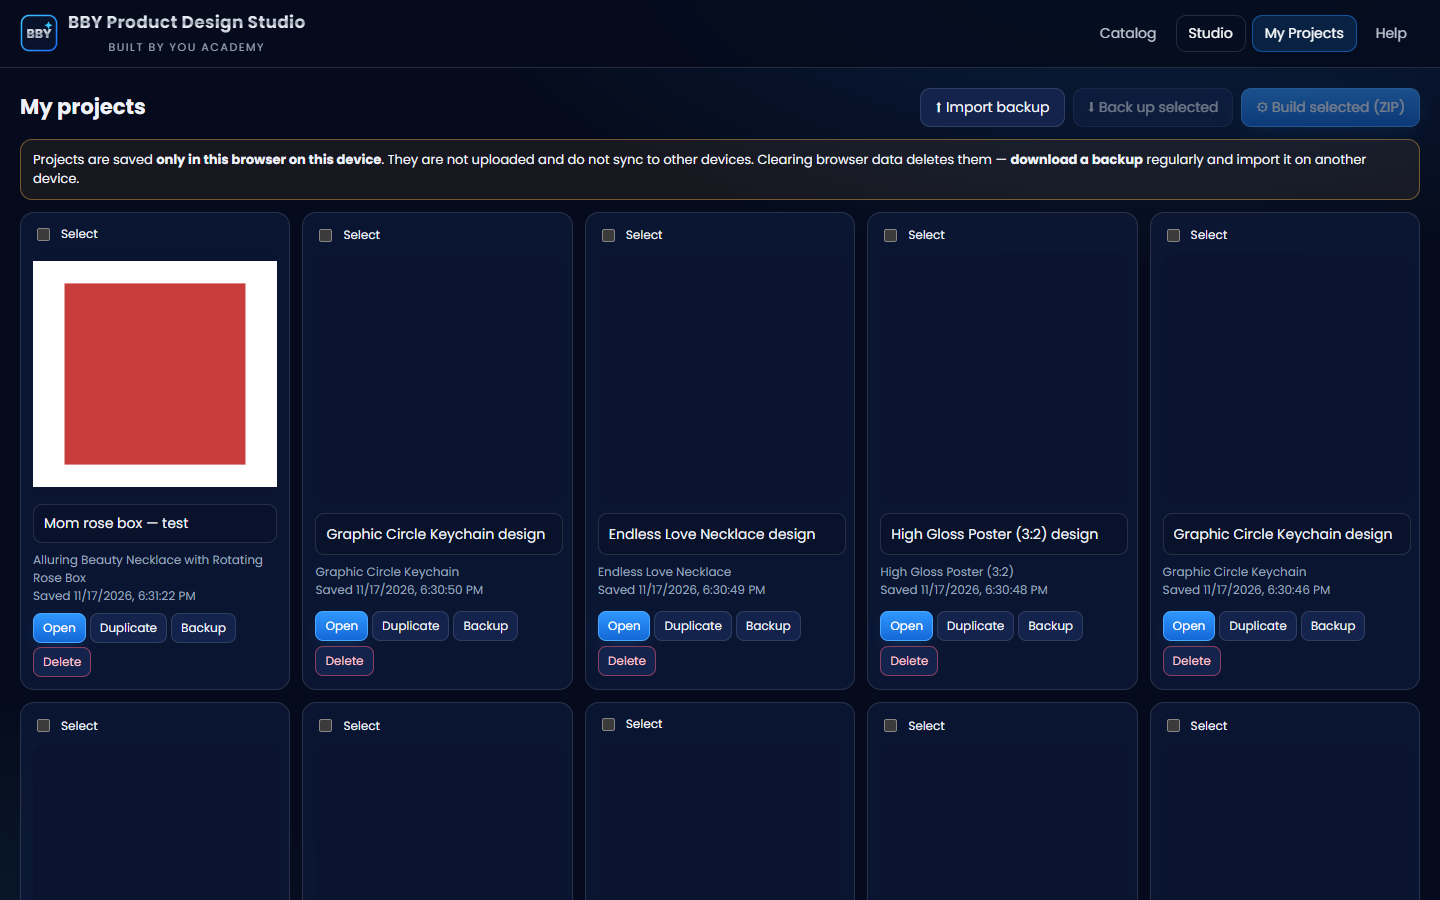 BBY
BBY Product Design Studio
BUILT BY YOU ACADEMY
Catalog
Studio
My Projects
Help
My projects
⬆ Import backup
⬇ Back up selected
⚙ Build selected (ZIP)
Projects are saved only in this browser on this device. They are not uploaded and do not sync to other devices. Clearing browser data deletes them — download a backup regularly and import it on another
device.
Select
Select
Select
Select
Select
Mom rose box — test
Graphic Circle Keychain design
Endless Love Necklace design
High Gloss Poster (3:2) design
Graphic Circle Keychain design
Alluring Beauty Necklace with Rotating
Rose Box
Saved 11/17/2026, 6:31:22 PM
Graphic Circle Keychain
Saved 11/17/2026, 6:30:50 PM
Endless Love Necklace
Saved 11/17/2026, 6:30:49 PM
High Gloss Poster (3:2)
Saved 11/17/2026, 6:30:48 PM
Graphic Circle Keychain
Saved 11/17/2026, 6:30:46 PM
Open
Duplicate
Backup
Delete
Open
Duplicate
Backup
Delete
Open
Duplicate
Backup
Delete
Open
Duplicate
Backup
Delete
Open
Duplicate
Backup
Delete
Select
Select
Select
Select
Select